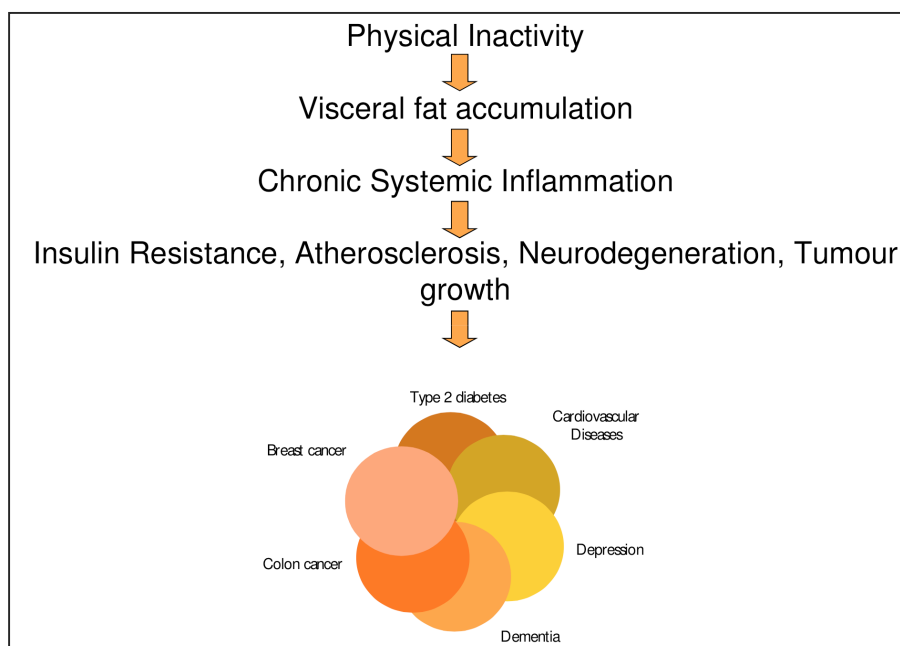 Physical Inactivity
Visceral fat accumulation
Chronic Systemic Inflammation
Insulin Resistance, Atherosclerosis, Neurodegeneration, Tumour
growth
Type 2 diabetes
Cardiovascular
Diseases
Breast cancer
Depression
Colon cancer
Dementia